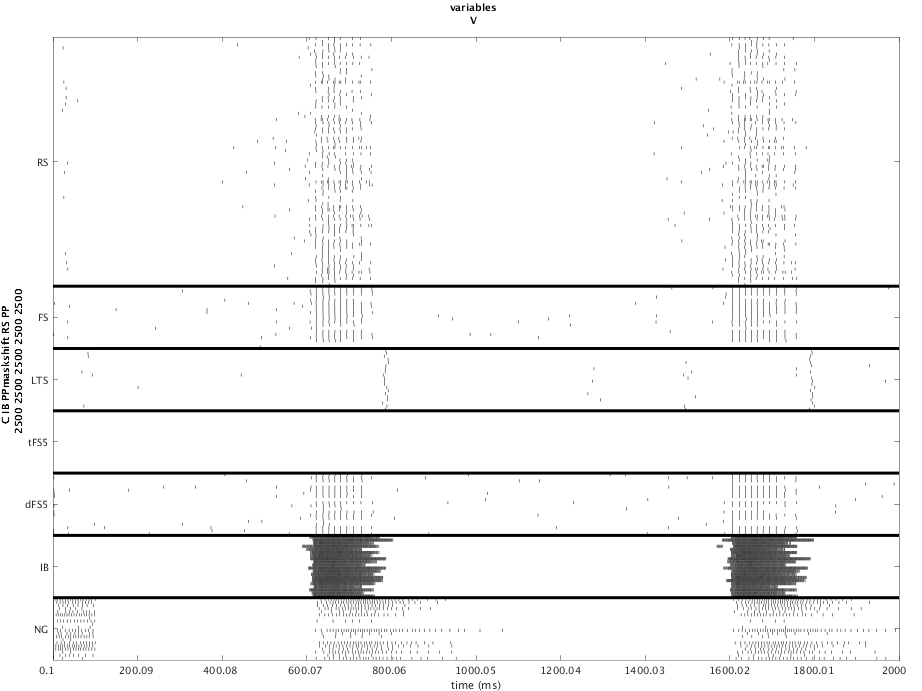 variables
V
C IB PPmaskshift RS PP
2500 2500 2500 2500 2500
RS
FS
LTS
tFS5
dFS5
IB
NG
0.1 200.09 400.08 600.07 800.06 1000.05 1200.04 1400.03 1600.02 1800.01 2000
time (ms)